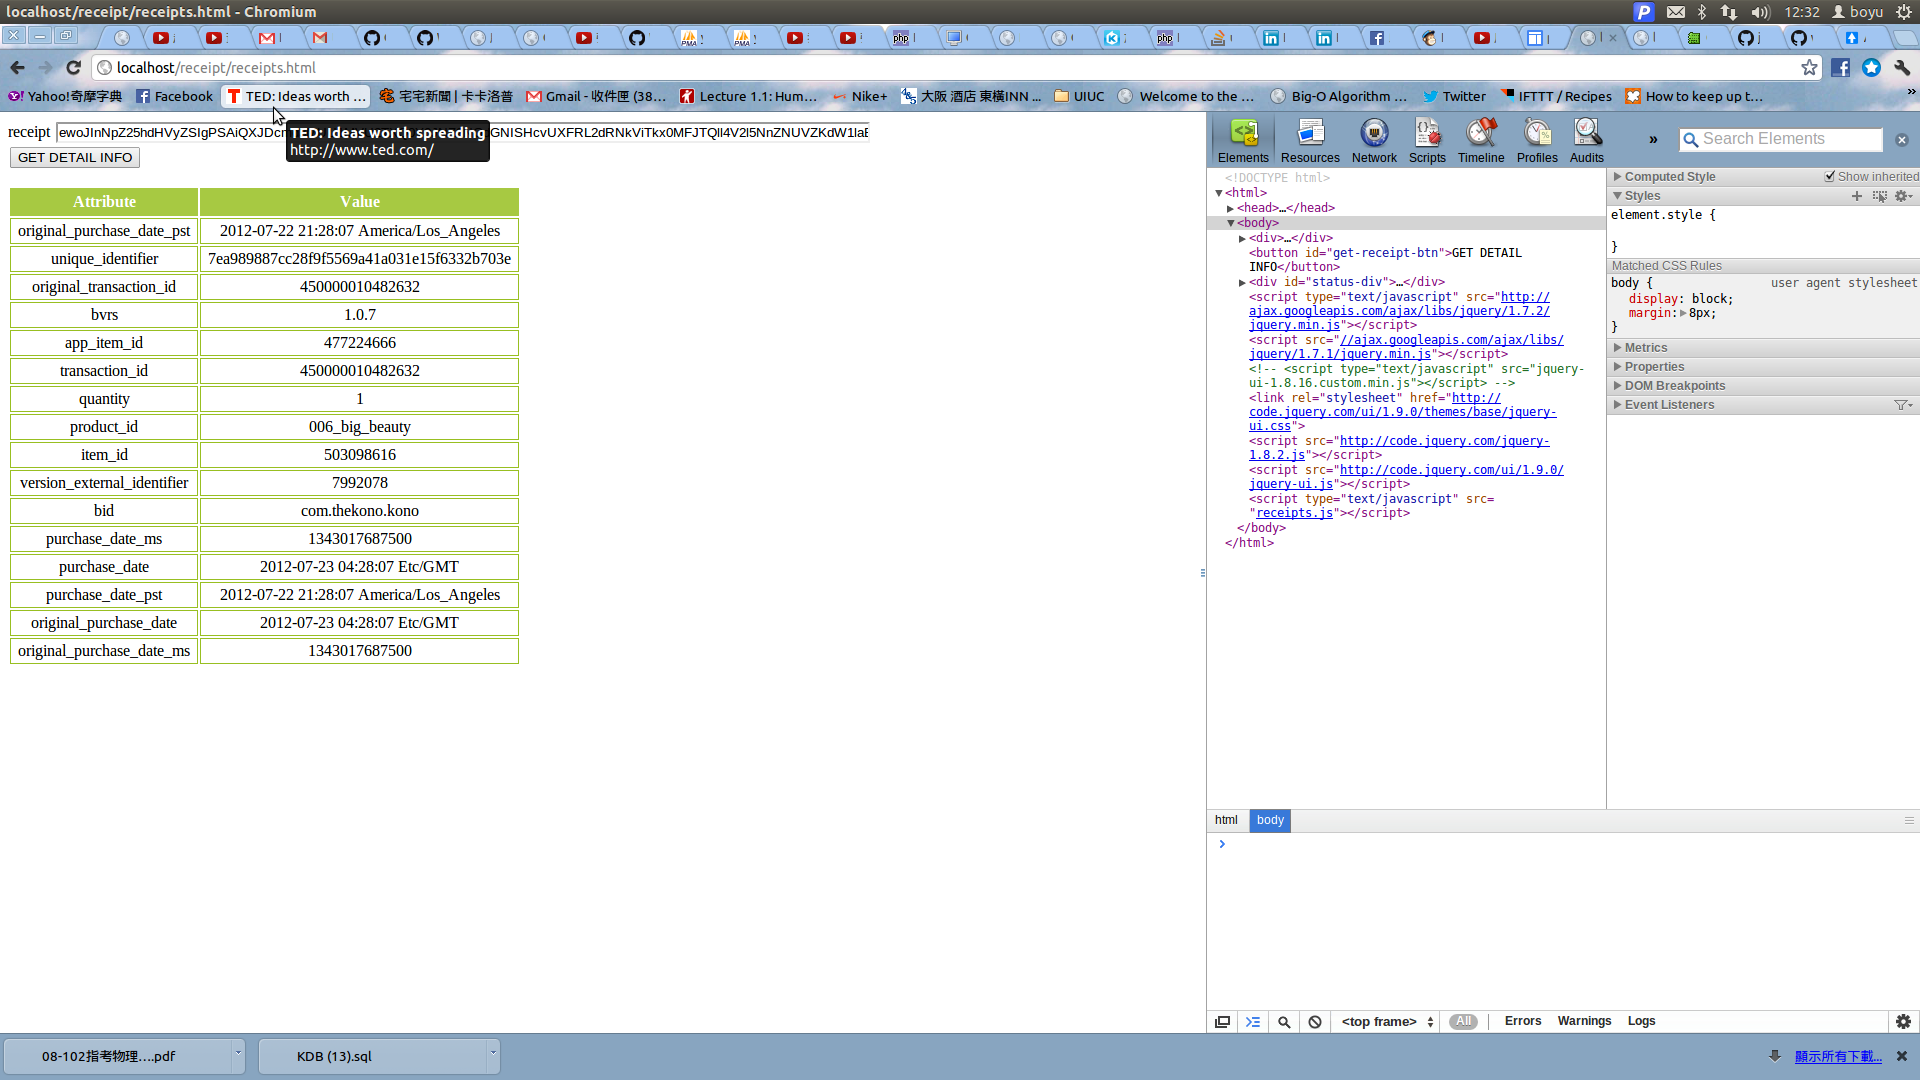 localhost/receipt/receipts.html - Chromium
12:32 boyu
localhost/receipt/receipts.html
Yahoo!奇摩字典 Facebook TED: Ideas worth ... 宅宅新聞 | 卡卡洛普 Gmail - 收件匣 (38... Lecture 1.1: Hum... Nike+ 大阪 酒店 東橫INN ... UIUC Welcome to the ... Big-O Algorithm ... Twitter IFTTT / Recipes How to keep up t... »
receipt
TED: Ideas worth spreading
http://www.ted.com/
GET DETAIL INFO
Attribute Value
original_purchase_date_pst 2012-07-22 21:28:07 America/Los_Angeles
unique_identifier 7ea989887cc28f9f5569a41a031e15f6332b703e
original_transaction_id 450000010482632
bvrs 1.0.7
app_item_id 477224666
transaction_id 450000010482632
quantity 1
product_id 006_big_beauty
item_id 503098616
version_external_identifier 7992078
bid com.thekono.kono
purchase_date_ms 1343017687500
purchase_date 2012-07-23 04:28:07 Etc/GMT
purchase_date_pst 2012-07-22 21:28:07 America/Los_Angeles
original_purchase_date 2012-07-23 04:28:07 Etc/GMT
original_purchase_date_ms 1343017687500
Elements Resources Network Scripts Timeline Profiles Audits » Search Elements
<!DOCTYPE html>
<html>
<head>…</head>
<body>
<div>…</div>
<button id="get-receipt-btn">GET DETAIL
INFO</button>
<div id="status-div">…</div>
<script type="text/javascript" src="http://
ajax.googleapis.com/ajax/libs/jquery/1.7.2/
jquery.min.js"></script>
<script src="//ajax.googleapis.com/ajax/libs/
jquery/1.7.1/jquery.min.js"></script>
<!-- <script type="text/javascript" src="jquery-
ui-1.8.16.custom.min.js"></script> -->
<link rel="stylesheet" href="http://
code.jquery.com/ui/1.9.0/themes/base/jquery-
ui.css">
<script src="http://code.jquery.com/jquery-
1.8.2.js"></script>
<script src="http://code.jquery.com/ui/1.9.0/
jquery-ui.js"></script>
<script type="text/javascript" src=
"receipts.js"></script>
</body>
</html>
Computed Style Show inherited
Styles
element.style {
}
Matched CSS Rules
body { user agent stylesheet
display: block;
margin: 8px;
}
Metrics
Properties
DOM Breakpoints
Event Listeners
html body
<top frame> All Errors Warnings Logs
08-102指考物理....pdf KDB (13).sql 顯示所有下載...